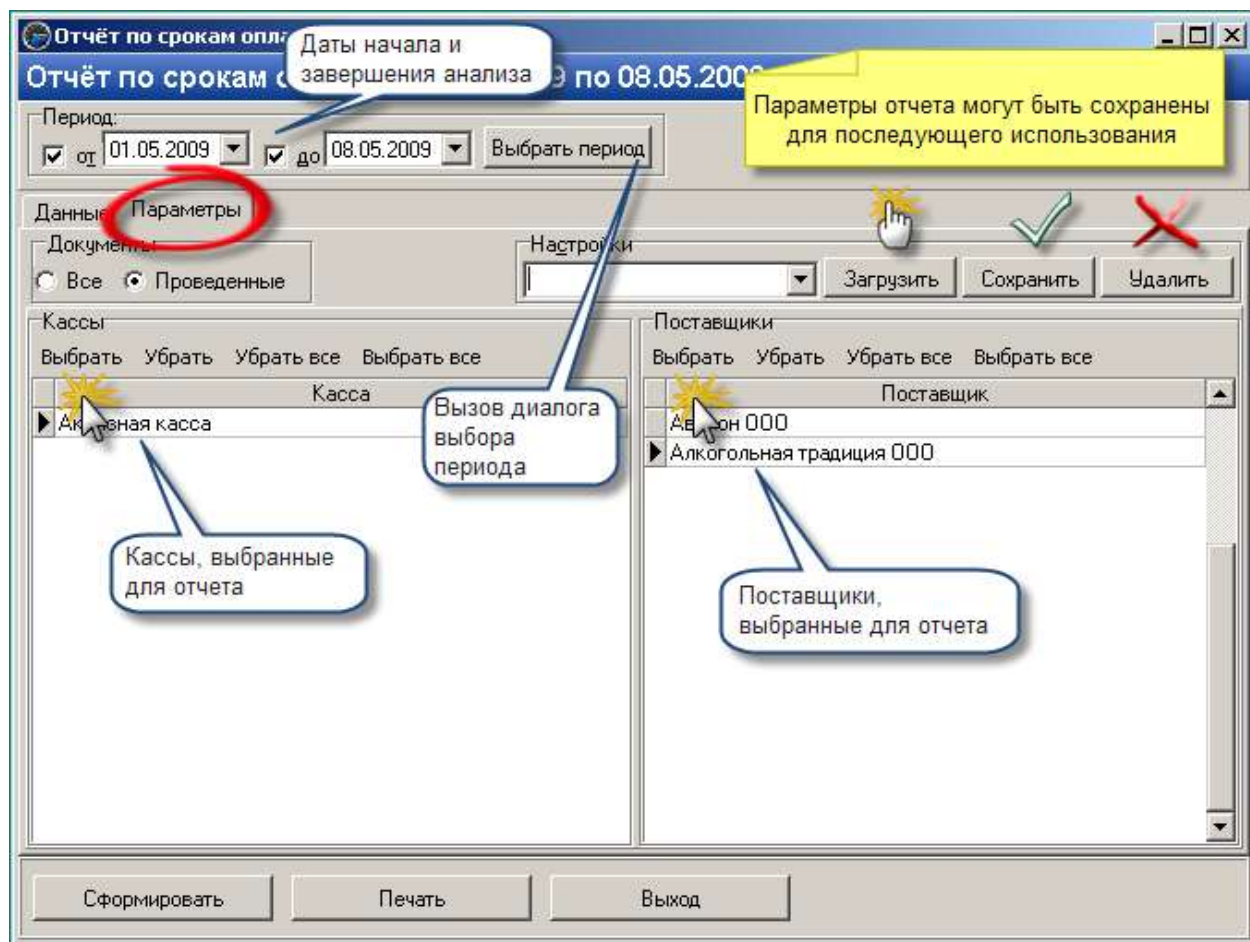 Отчёт по срокам опла
Даты начала и
завершения анализа
Отчёт по срокам 9 по 08.05.200
Параметры отчета могут быть сохранены
для последующего использования
Период:
от 01.05.2009 до 08.05.2009 Выбрать период
Данные Параметры
Документы Настройки
Все Проведенные Загрузить Сохранить Удалить
Кассы Поставщики
Выбрать Убрать Убрать все Выбрать все Выбрать Убрать Убрать все Выбрать все
Касса Поставщик
касса ООО
Алкогольная традиция ООО
Вызов диалога
выбора
периода
Кассы, выбранные
для отчета
Поставщики,
выбранные для отчета
Сформировать Печать Выход